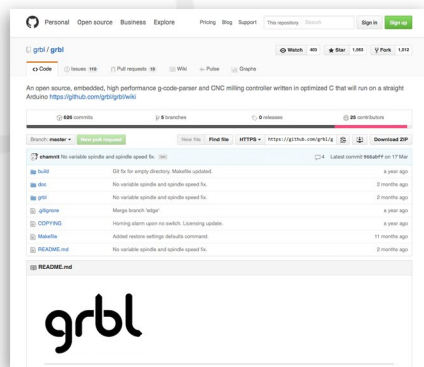 Personal Open source Business Explore Pricing Blog Support This repository Search Sign in Sign up
grbl / grbl Watch 403 Star 1,083 Fork 1,012
Code Issues 110 Pull requests 18 Wiki Pulse Graphs
An open source, embedded, high performance g-code-parser and CNC milling controller written in optimized C that will run on a straight
Arduino https://github.com/grbl/grbl/wiki
626 commits 5 branches 0 releases 25 contributors
Branch: master New pull request New file Find file HTTPS https://github.com/grbl/g Download ZIP
chamnit No variable spindle and spindle speed fix. 4 Latest commit 9e6abff on 17 Mar
build Git fix for empty directory. Makefile updated. a year ago
doc No variable spindle and spindle speed fix. 2 months ago
grbl No variable spindle and spindle speed fix. 2 months ago
.gitignore Merge branch 'edge' a year ago
COPYING Homing alarm upon no switch. Licensing update. a year ago
Makefile Added restore settings defaults command. 11 months ago
README.md No variable spindle and spindle speed fix. 2 months ago
README.md
grbl